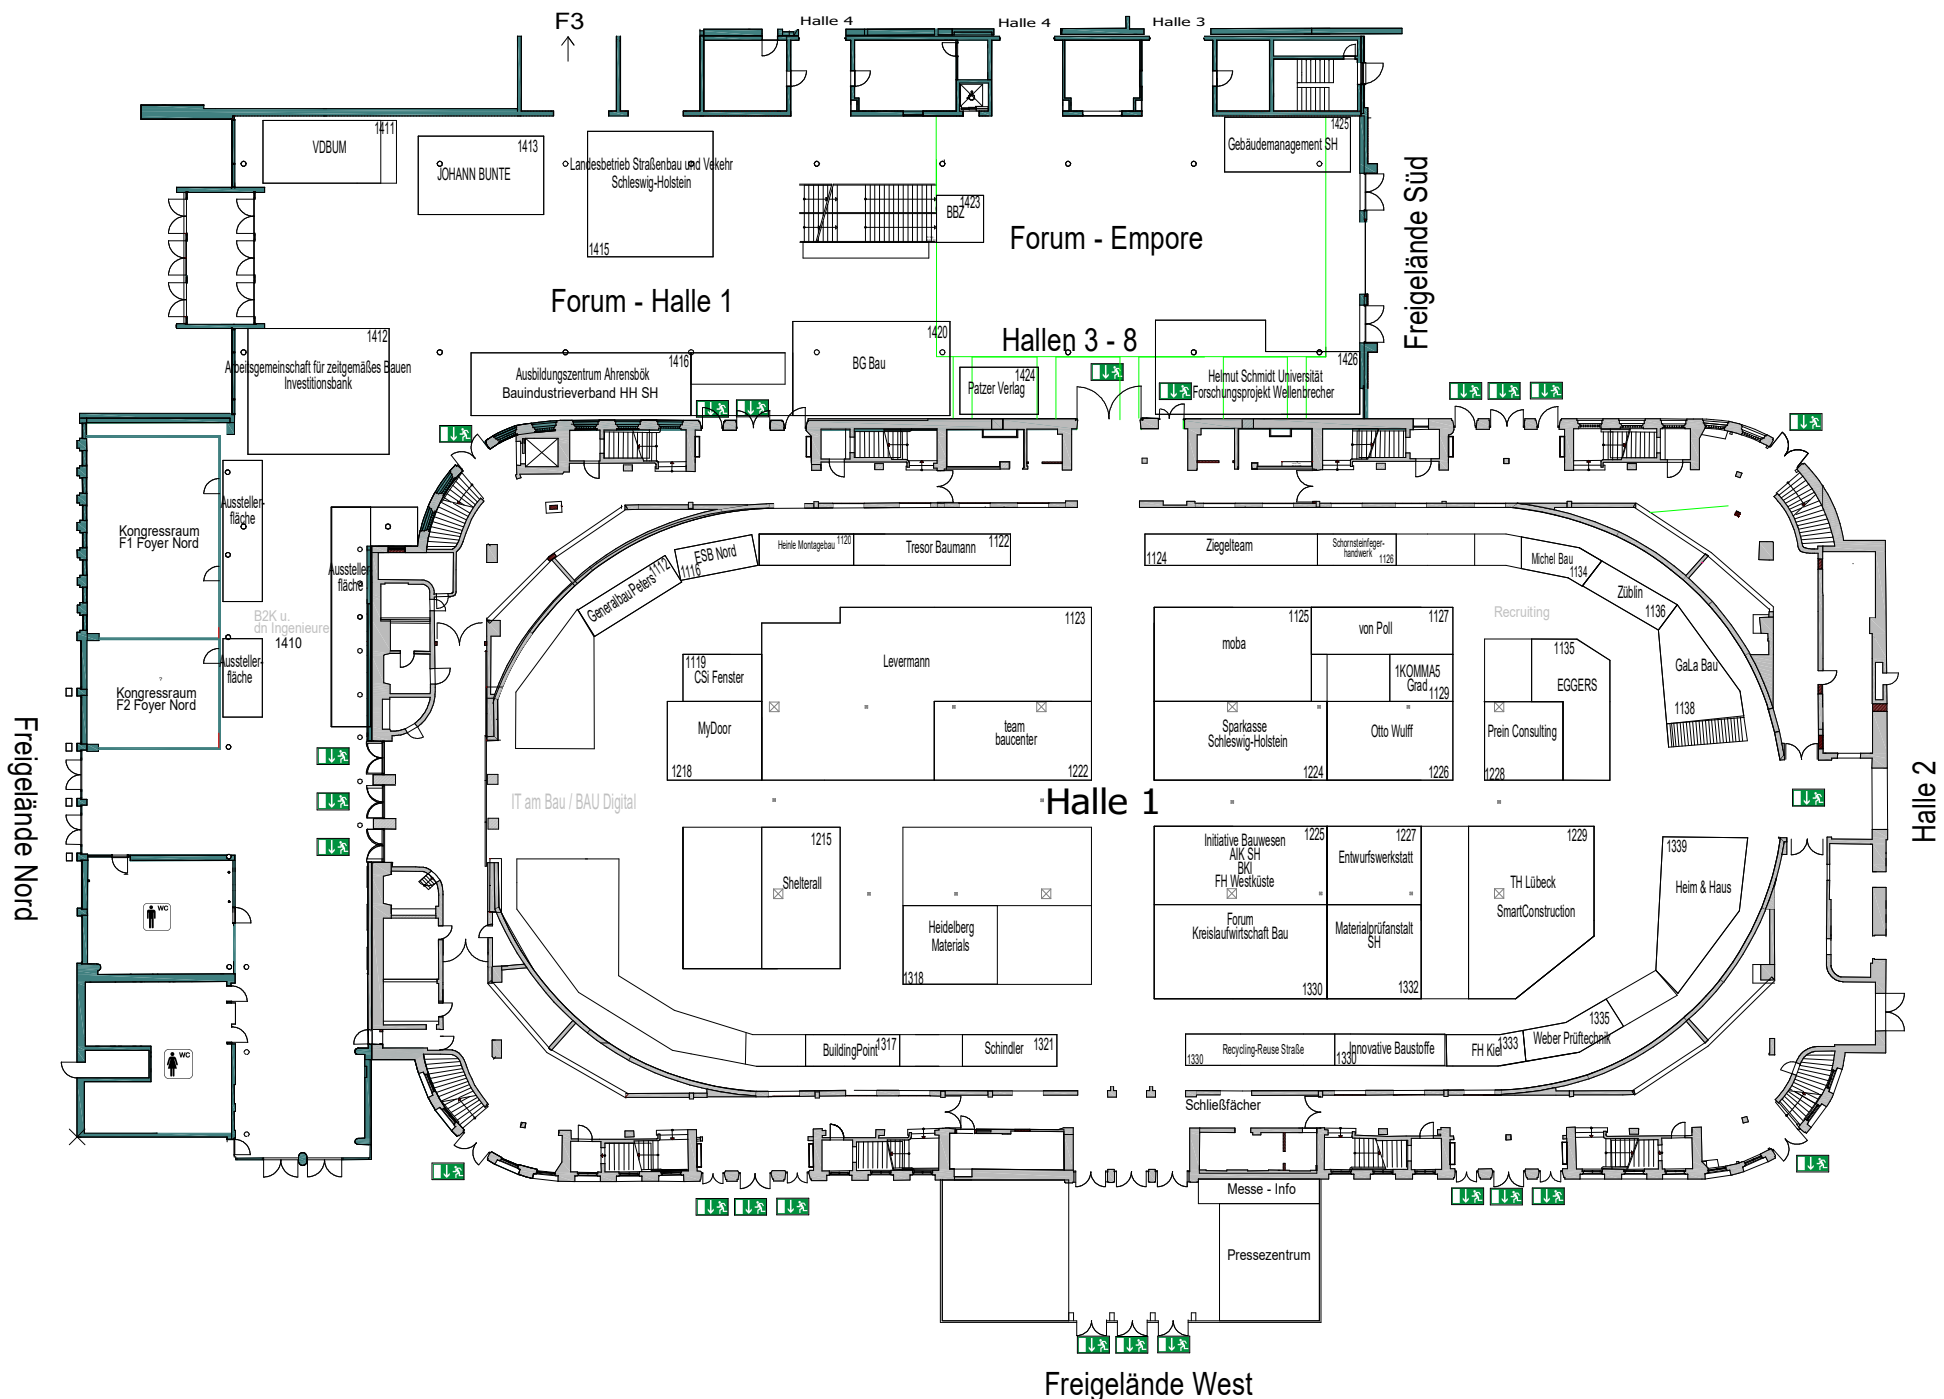 F3
Halle 4
Halle 4
Halle 3
1411
VDBUM
1413
JOHANN BUNTE
Landesbetrieb Straßenbau und Vekehr
Schleswig-Holstein
1415
1423
BBZ
1425
Gebäudemanagement SH
Forum - Empore
Forum - Halle 1
Freigelände Süd
1412
Arbeitsgemeinschaft für zeitgemäßes Bauen
Investitionsbank
1416
Ausbildungszentrum Ahrensbök
Bauindustrieverband HH SH
1420
BG Bau
Hallen 3 - 8
1424
Patzer Verlag
1426
Helmut Schmidt Universität
Forschungsprojekt Wellenbrecher
Kongressraum
F1 Foyer Nord
Aussteller-
fläche
Aussteller-
fläche
B2K u.
dn Ingenieure
1410
Aussteller-
fläche
?
Kongressraum
F2 Foyer Nord
Generalbau Peters
1112
ESB Nord
1116
Heinle Montagebau
1120
Tresor Baumann
1122
1124
Ziegelteam
Schornsteinfeger-
handwerk
1126
Michel Bau
1134
Züblin
1136
GaLa Bau
1138
1123
Levermann
1119
CSi Fenster
MyDoor
1218
team
baucenter
1222
1125
moba
1127
von Poll
1KOMMA5
Grad
1129
Sparkasse
Schleswig-Holstein
1224
Otto Wulff
1226
Recruiting
1135
EGGERS
Prein Consulting
1228
Freigelände Nord
IT am Bau / BAU Digital
Halle 1
Halle 2
1215
Shelterall
Heidelberg
Materials
1318
1225
Initiative Bauwesen
AIK SH
BKI
FH Westküste
1227
Entwurfswerkstatt
Forum
Kreislaufwirtschaft Bau
1330
Materialprüfanstalt
SH
1332
1229
TH Lübeck
SmartConstruction
1339
Heim & Haus
WC
WC
BuildingPoint
1317
Schindler
1321
1330
Recycling-Reuse Straße
1330
Innovative Baustoffe
FH Kiel
1333
Weber Prüftechnik
1335
Schließfächer
Messe - Info
Pressezentrum
Freigelände West